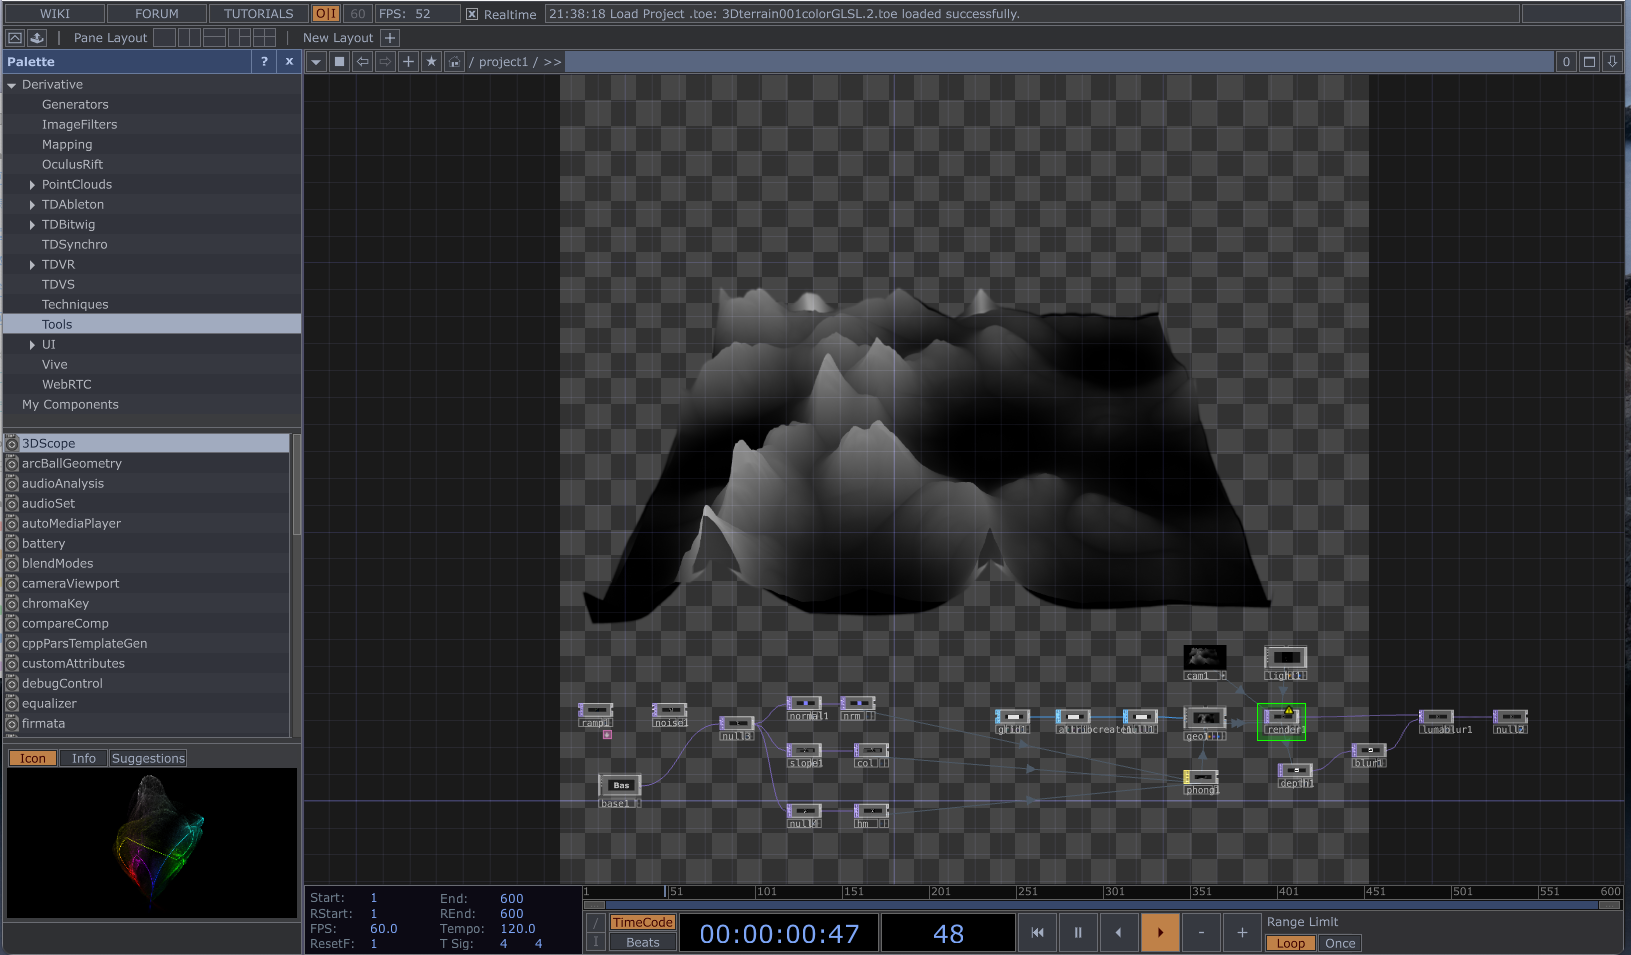 WIKI FORUM TUTORIALS O|I 60 FPS: 52 Realtime 21:38:18 Load Project .toe: 3Dterrain001colorGLSL.2.toe loaded successfully.
Pane Layout New Layout +
Palette ? x / project1 / >> 0
Derivative
Generators
ImageFilters
Mapping
OculusRift
PointClouds
TDAbleton
TDBitwig
TDSynchro
TDVR
TDVS
Techniques
Tools
UI
Vive
WebRTC
My Components
3DScope
arcBallGeometry
audioAnalysis
audioSet
autoMediaPlayer
battery
blendModes
cameraViewport
chromaKey
compareComp
cppParsTemplateGen
customAttributes
debugControl
equalizer
firmata
Icon Info Suggestions
cam1 light1
ramp1 noise1 null3 normal1 nrm
grid1 geo1 render1 lumablur1 null2
slope1 col blur1
Bas
base1 phong1 depth1
null4 hm
1 51 101 151 201 251 301 351 401 451 501 551 600
Start: 1 End: 600
RStart: 1 REnd: 600
FPS: 60.0 Tempo: 120.0
ResetF: 1 T Sig: 4 4
TimeCode
Beats
00:00:00:47 48
- +
Range Limit
Loop Once